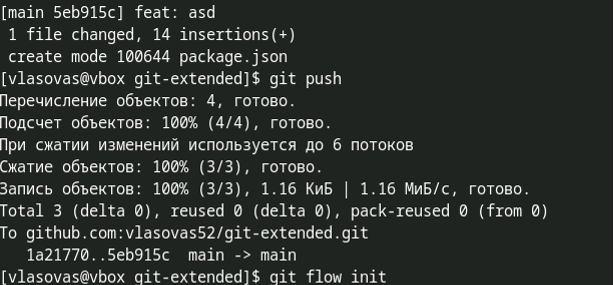 [main 5eb915c] feat: asd
 1 file changed, 14 insertions(+)
 create mode 100644 package.json
[vlasovas@vbox git-extended]$ git push
Перечисление объектов: 4, готово.
Подсчет объектов: 100% (4/4), готово.
При сжатии изменений используется до 6 потоков
Сжатие объектов: 100% (3/3), готово.
Запись объектов: 100% (3/3), 1.16 КиБ | 1.16 МиБ/с, готово.
Total 3 (delta 0), reused 0 (delta 0), pack-reused 0 (from 0)
To github.com:vlasovas52/git-extended.git
   1a21770..5eb915c  main -> main
[vlasovas@vbox git-extended]$ git flow init